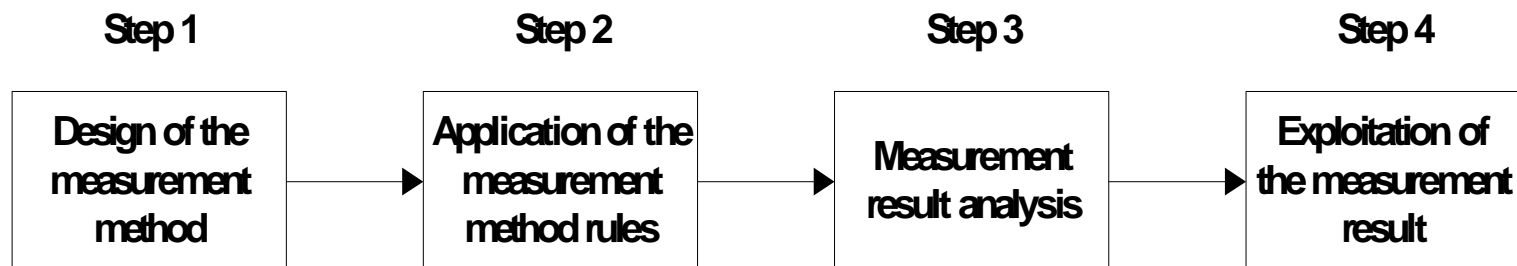 Step 1
Step 2
Step 3
Step 4
Design of the
measurement
method
Application of the
measurement
method rules
Measurement
result analysis
Exploitation of
the measurement
result